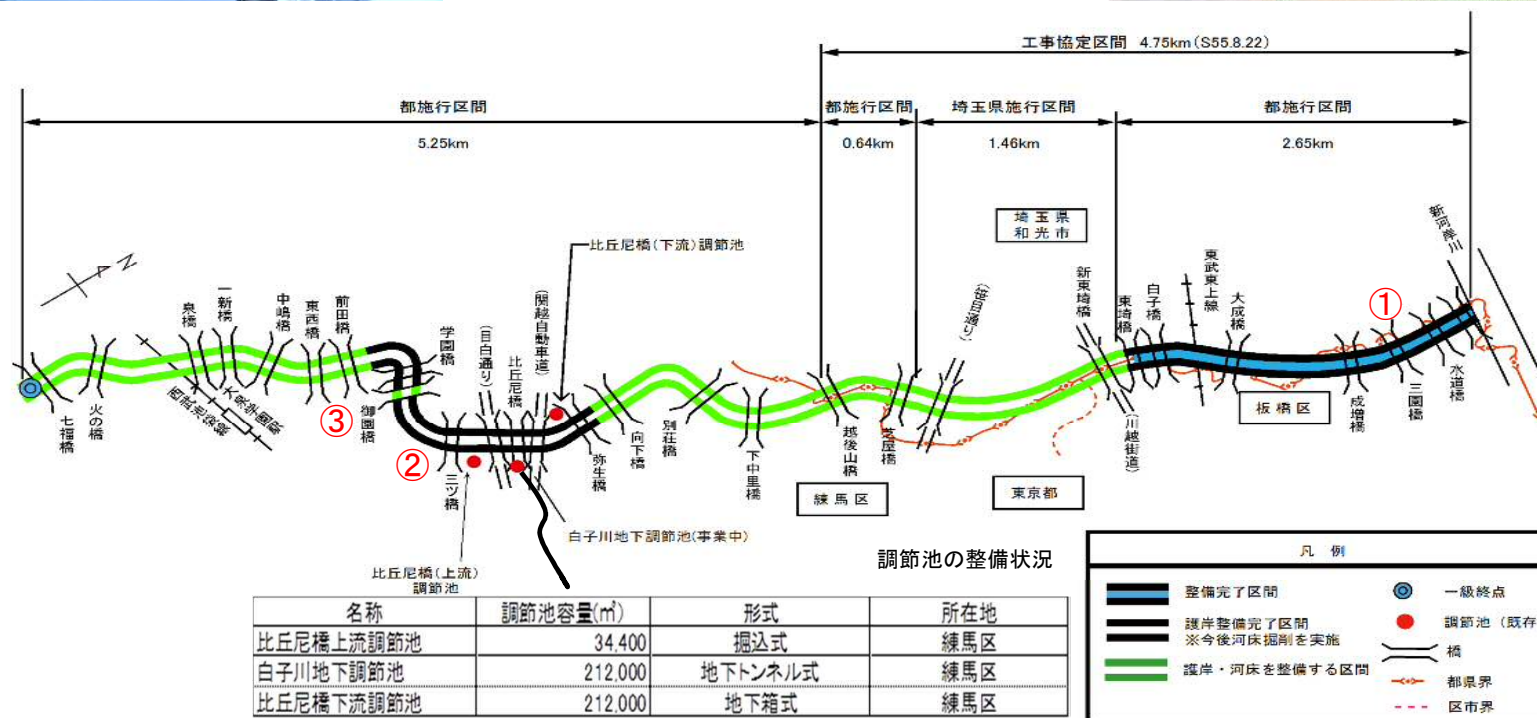 工事協定区間 4.75km(S55.8.22)
都施行区間
都施行区間
埼玉県施行区間
都施行区間
5.25km
0.64km
1.46km
2.65km
埼玉県
和光市
新河岸川
比丘尼橋(下流)調節池
N
泉橋
一新橋
中嶋橋
東西橋
前田橋
学園橋
(目白通り)
比丘尼橋
(関越自動車道)
(笹目通り)
新東埼橋
東埼橋
白子橋
東武東上線
大成橋
①
七福橋
火の橋
西武池袋線
大泉学園駅
③
御園橋
②
三ツ橋
弥生橋
向下橋
別荘橋
下中里橋
越後山橋
芝屋橋
(川越街道)
板橋区
成増橋
三園橋
水道橋
練馬区
東京都
白子川地下調節池(事業中)
比丘尼橋(上流)
調節池
調節池の整備状況
名称 調節池容量(㎥) 形式 所在地
比丘尼橋上流調節池 34,400 掘込式 練馬区
白子川地下調節池 212,000 地下トンネル式 練馬区
比丘尼橋下流調節池 212,000 地下箱式 練馬区
凡例
整備完了区間
護岸整備完了区間
※今後河床掘削を実施
護岸・河床を整備する区間
一級終点
調節池(既存
橋
都県界
区市界